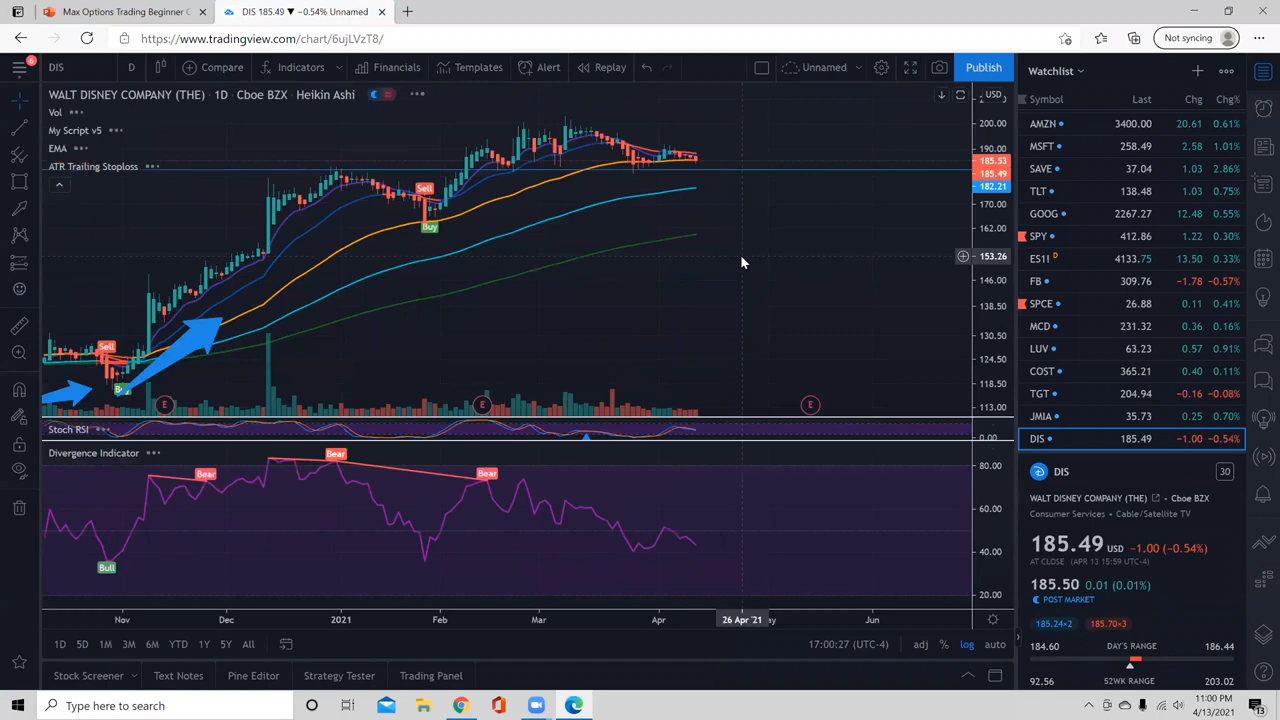 Max Options Trading Beginner C
DIS 185.49 ▼ −0.54% Unnamed
https://www.tradingview.com/chart/6ujLVzT8/
Not syncing
6
DIS
D
Compare
Indicators
Financials
Templates
Alert
Replay
Unnamed
Publish
WALT DISNEY COMPANY (THE) • 1D • Cboe BZX • Heikin Ashi
USD
Vol
My Script v5
EMA
ATR Trailing Stoploss
200.00
190.00
185.53
185.49
182.21
170.00
162.00
153.26
146.00
138.50
130.50
124.50
118.50
113.00
0.00
Sell
Buy
Sell
E
E
E
Stoch RSI
Divergence Indicator
Bear
Bear
Bear
Bull
80.00
60.00
40.00
20.00
Nov
Dec
2021
Feb
Mar
Apr
26 Apr '21
Jun
1D
5D
1M
3M
6M
YTD
1Y
5Y
All
17:00:27 (UTC-4)
adj
%
log
auto
Stock Screener
Text Notes
Pine Editor
Strategy Tester
Trading Panel
Watchlist
Symbol Last Chg Chg%
AMZN 3400.00 20.61 0.61%
MSFT 258.49 2.58 1.01%
SAVE 37.04 1.03 2.86%
TLT 138.48 1.03 0.75%
GOOG 2267.27 12.48 0.55%
SPY 412.86 1.22 0.30%
ES1! D 4133.75 13.50 0.33%
FB 309.76 −1.78 −0.57%
SPCE 26.88 0.11 0.41%
MCD 231.32 0.36 0.16%
LUV 63.23 0.57 0.91%
COST 365.21 0.40 0.11%
TGT 204.94 −0.16 −0.08%
JMIA 35.73 0.25 0.70%
DIS 185.49 −1.00 −0.54%
DIS
30
WALT DISNEY COMPANY (THE) • Cboe BZX
Consumer Services • Cable/Satellite TV
185.49 USD −1.00 (−0.54%)
AT CLOSE (APR 13 15:59 UTC-4)
185.50 0.01 (0.01%)
POST MARKET
185.24×2 185.70×3
184.60 DAY'S RANGE 186.44
92.56 52WK RANGE 203.02
Type here to search
11:00 PM
4/13/2021
13